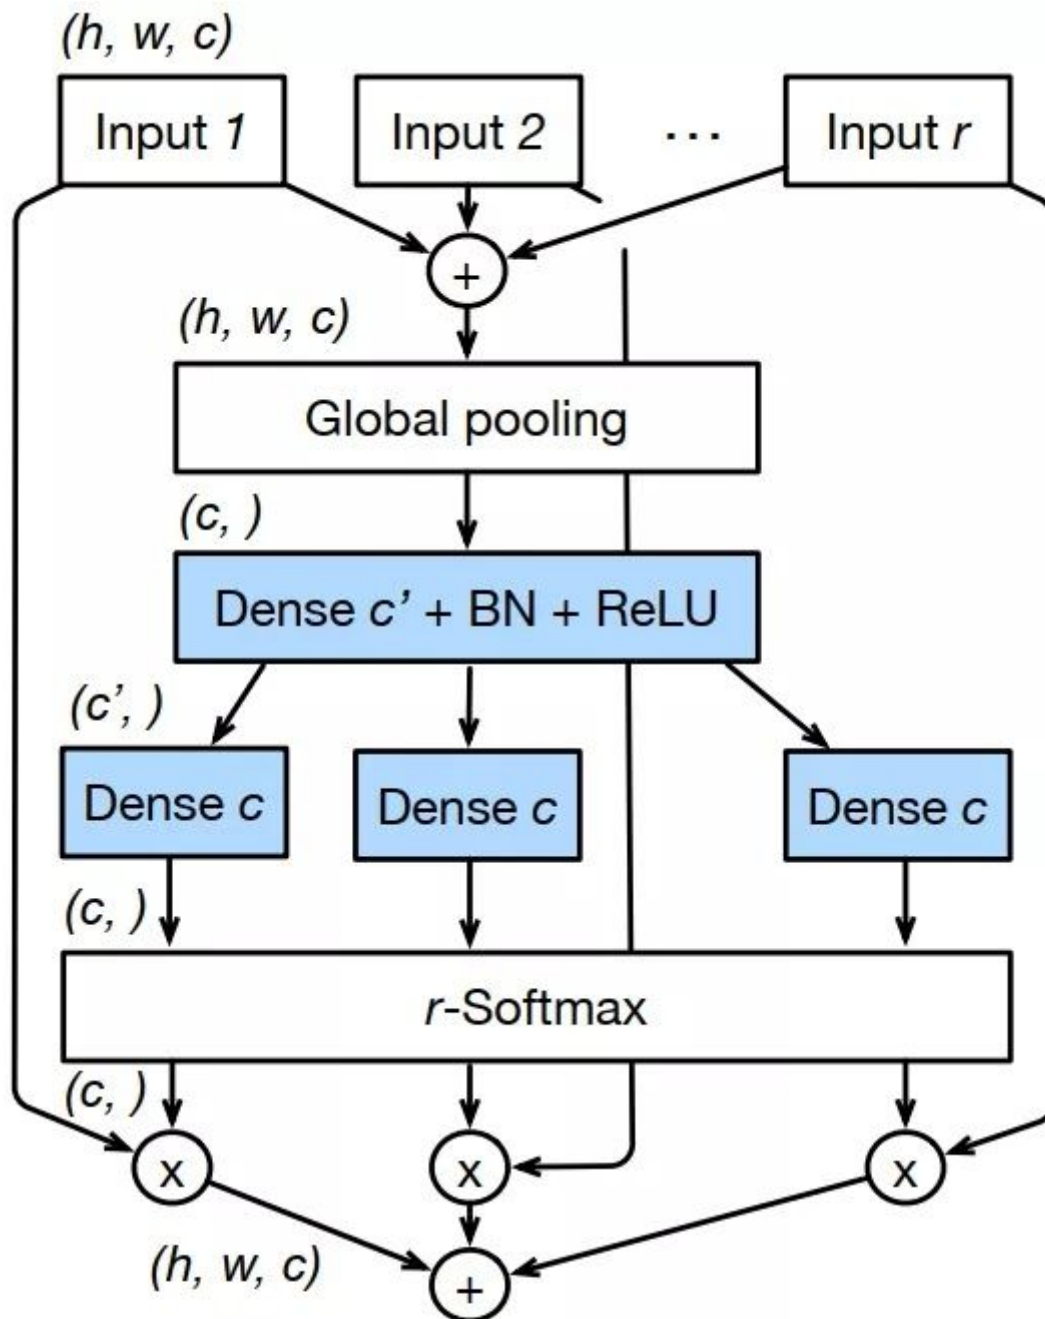 (h, w, c)
Input 1 Input 2 ... Input r
+
(h, w, c)
Global pooling
(c, )
Dense c’ + BN + ReLU
(c’, )
Dense c Dense c Dense c
(c, )
r-Softmax
(c, )
x x x
(h, w, c)
+